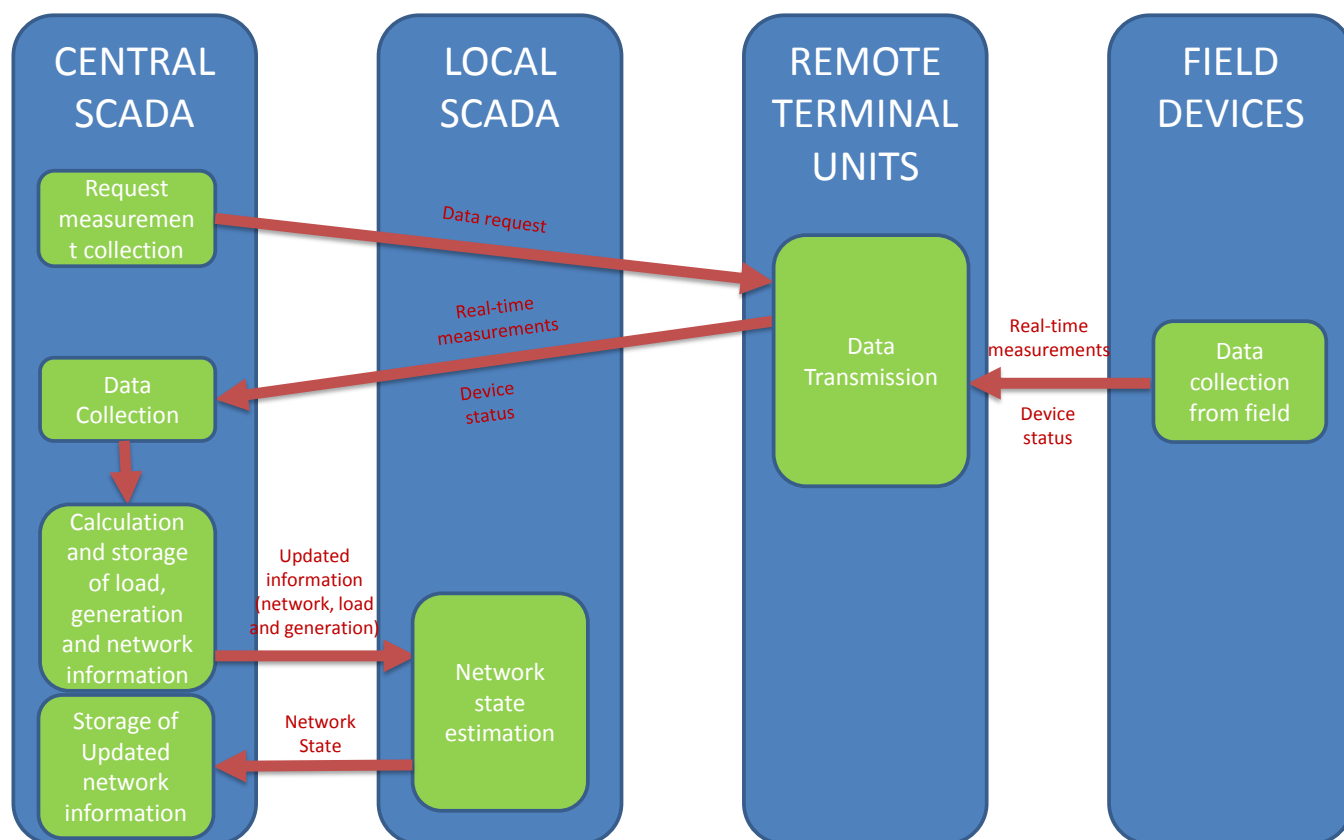 CENTRAL
SCADA
LOCAL
SCADA
REMOTE
TERMINAL
UNITS
FIELD
DEVICES
Request
measuremen
t collection
Data request
Data
Transmission
Real-time
measurements
Device
status
Real-time
measurements
Device
status
Data
collection
from field
Data
Collection
Calculation
and storage
of load,
generation
and network
information
Updated
information
(network, load
and generation)
Network
state
estimation
Network
State
Storage of
Updated
network
information